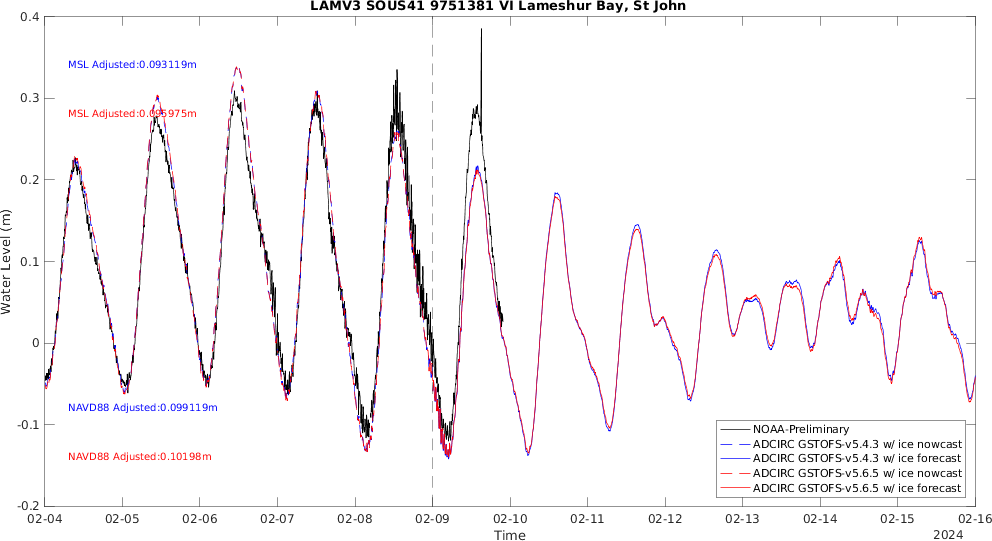 LAMV3 SOUS41 9751381 VI Lameshur Bay, St John
0.4
0.3
0.2
0.1
0
-0.1
-0.2
Water Level (m)
MSL Adjusted:0.093119m
MSL Adjusted:0.095975m
NAVD88 Adjusted:0.099119m
NAVD88 Adjusted:0.10198m
NOAA-Preliminary
ADCIRC GSTOFS-v5.4.3 w/ ice nowcast
ADCIRC GSTOFS-v5.4.3 w/ ice forecast
ADCIRC GSTOFS-v5.6.5 w/ ice nowcast
ADCIRC GSTOFS-v5.6.5 w/ ice forecast
02-04 02-05 02-06 02-07 02-08 02-09 02-10 02-11 02-12 02-13 02-14 02-15 02-16
Time
2024